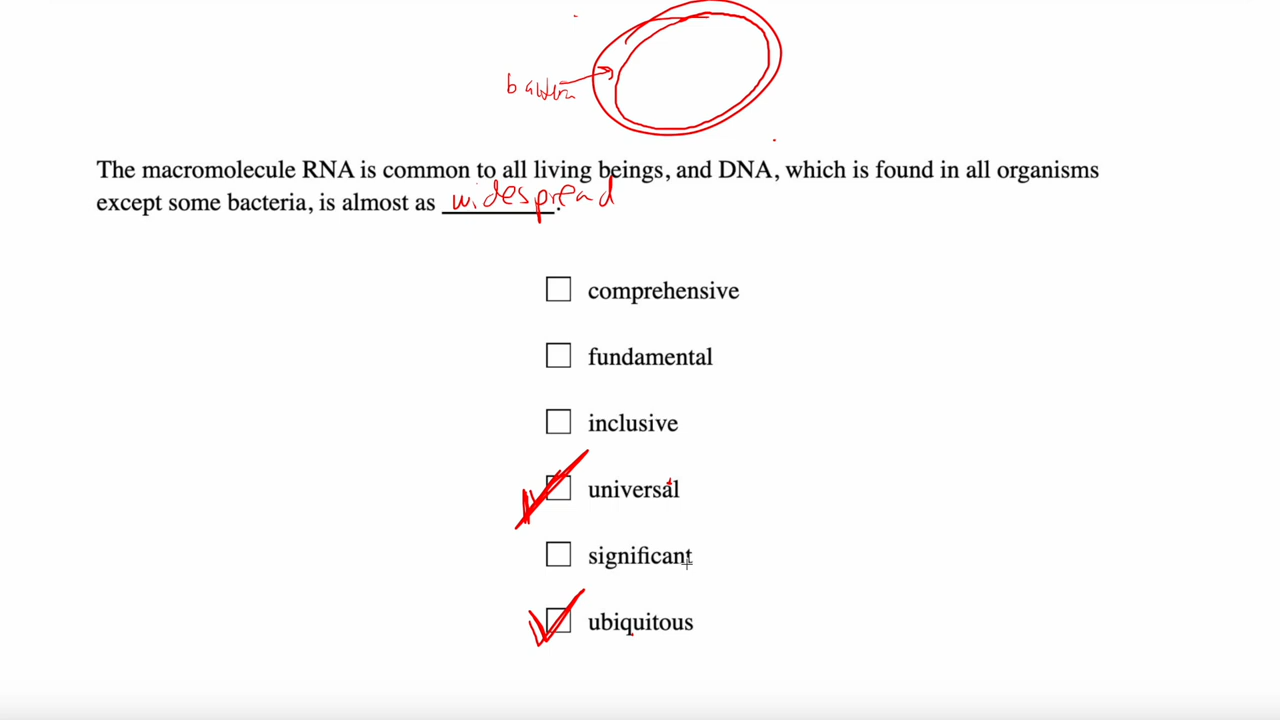 bacteria
The macromolecule RNA is common to all living beings, and DNA, which is found in all organisms
except some bacteria, is almost as widespread.
comprehensive
fundamental
inclusive
universal
significant
ubiquitous